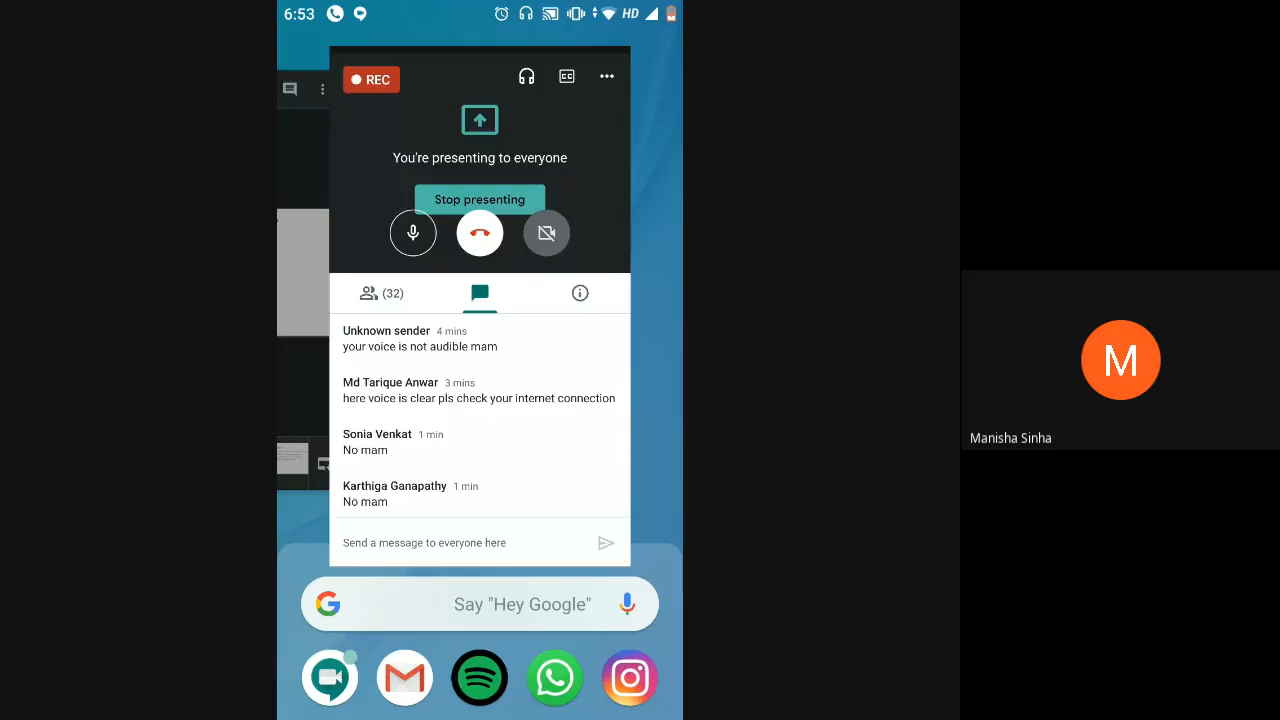 6:53
HD
REC
CC
You're presenting to everyone
Stop presenting
(32)
Unknown sender 4 mins
your voice is not audible mam
Md Tarique Anwar 3 mins
here voice is clear pls check your internet connection
Sonia Venkat 1 min
No mam
Karthiga Ganapathy 1 min
No mam
Send a message to everyone here
G Say "Hey Google"
M
Manisha Sinha